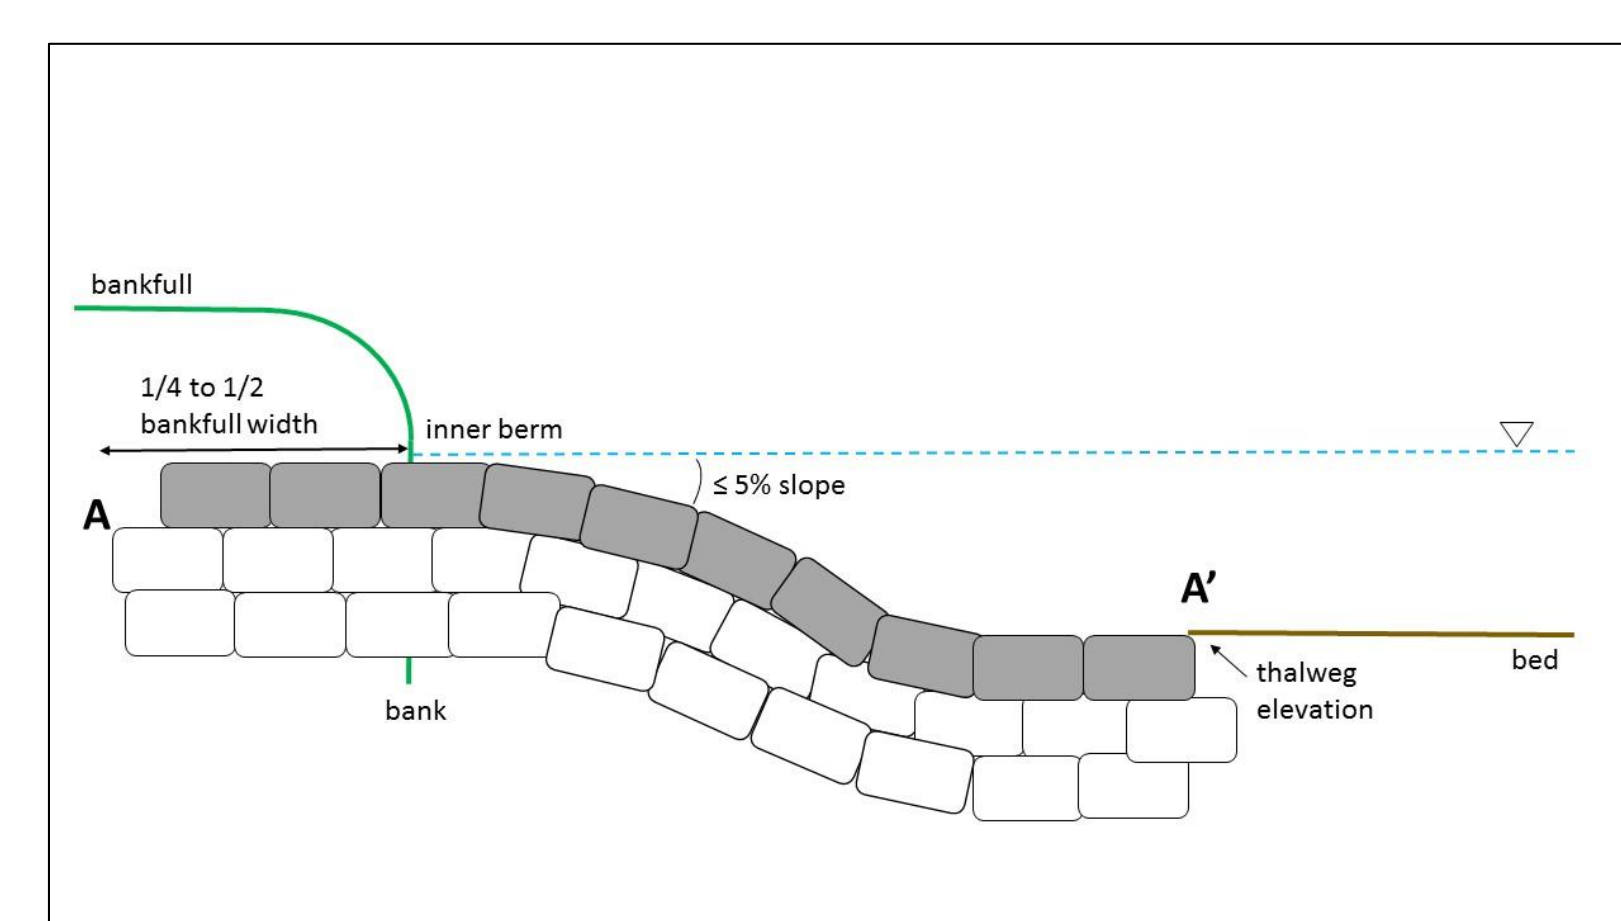 bankfull
1/4 to 1/2
bankfull width
inner berm
≤ 5% slope
A
A’
bed
thalweg
elevation
bank